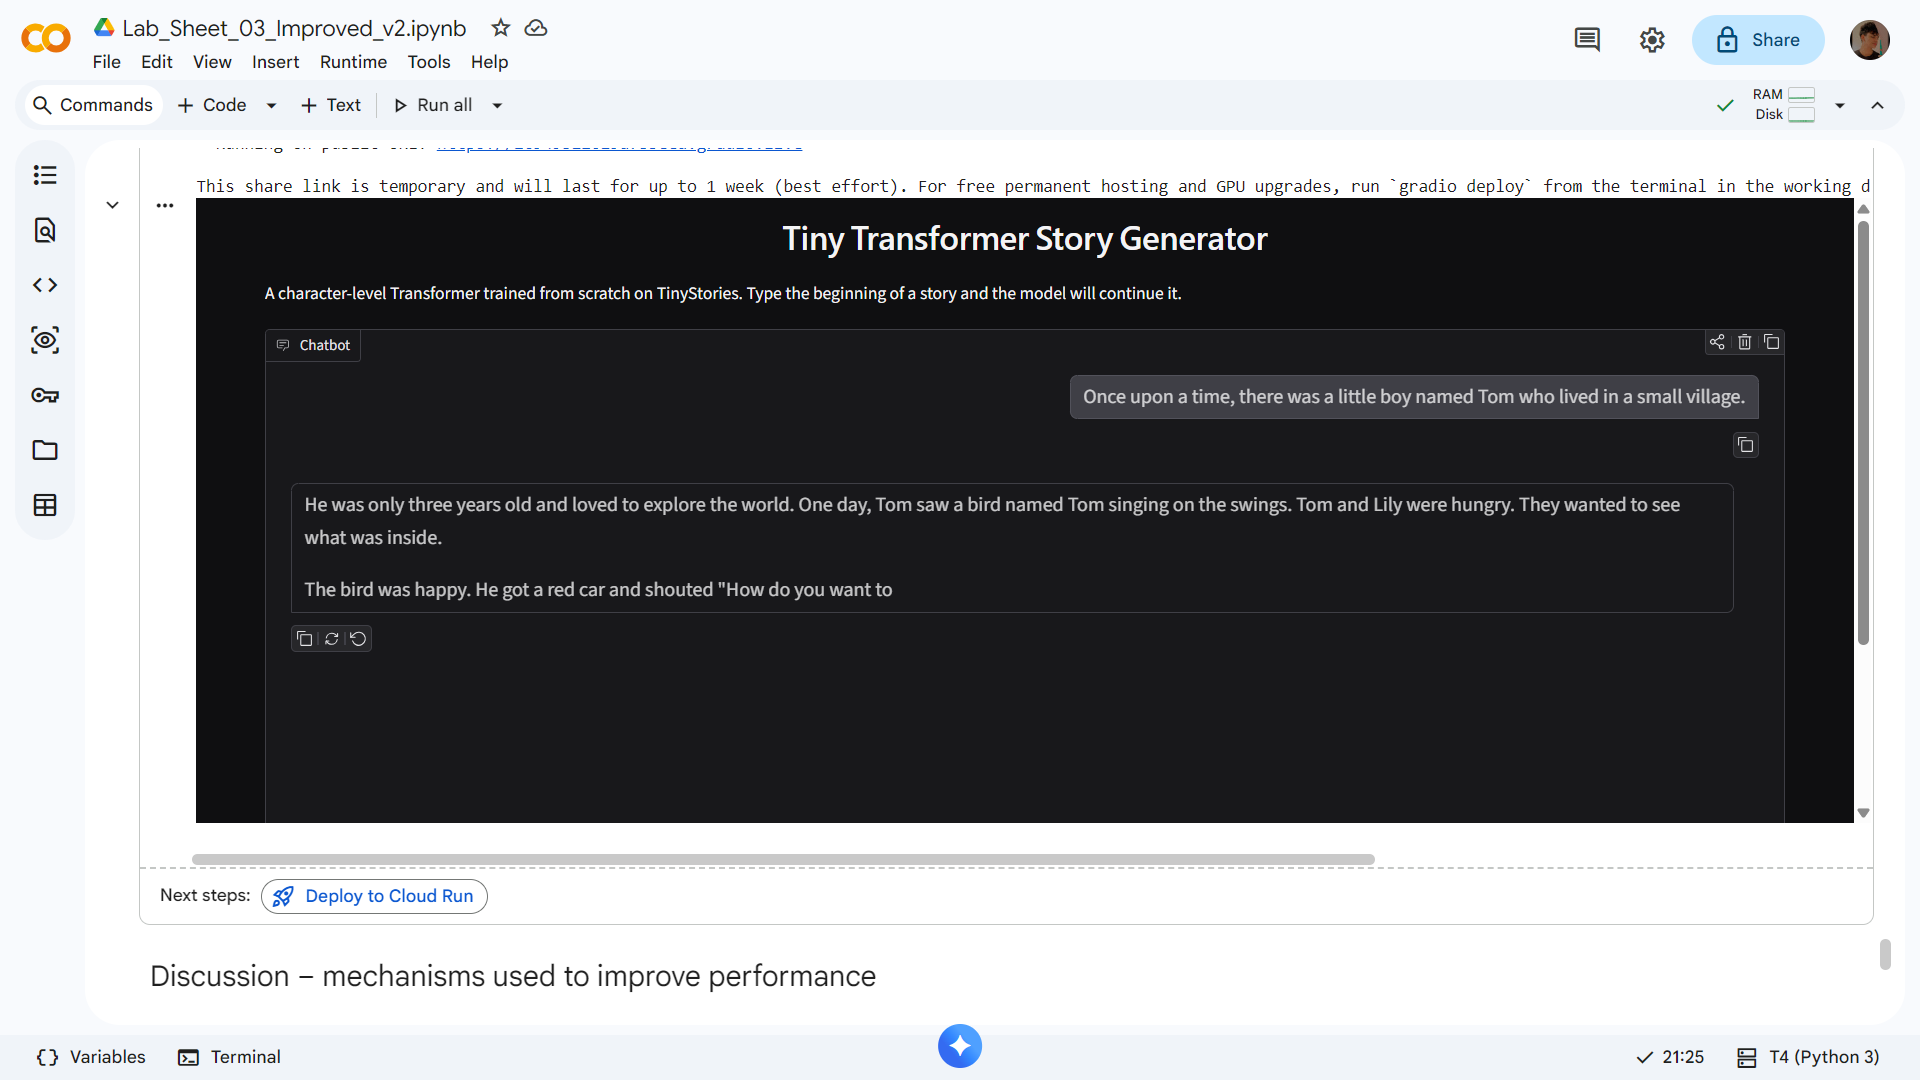 Lab_Sheet_03_Improved_v2.ipynb
File Edit View Insert Runtime Tools Help
Share
Commands + Code + Text Run all
RAM
Disk
This share link is temporary and will last for up to 1 week (best effort). For free permanent hosting and GPU upgrades, run `gradio deploy` from the terminal in the working d
Tiny Transformer Story Generator
A character-level Transformer trained from scratch on TinyStories. Type the beginning of a story and the model will continue it.
Chatbot
Once upon a time, there was a little boy named Tom who lived in a small village.
He was only three years old and loved to explore the world. One day, Tom saw a bird named Tom singing on the swings. Tom and Lily were hungry. They wanted to see
what was inside.
The bird was happy. He got a red car and shouted "How do you want to
Next steps: Deploy to Cloud Run
Discussion – mechanisms used to improve performance
Variables Terminal
21:25 T4 (Python 3)